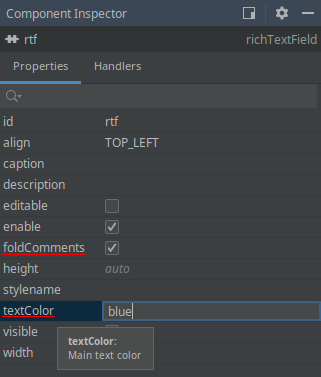 Component Inspector
rtf richTextField
Properties Handlers
id rtf
align TOP_LEFT
caption
description
editable
enable
foldComments
height auto
stylename
textColor blue
visible
width
textColor:
Main text color